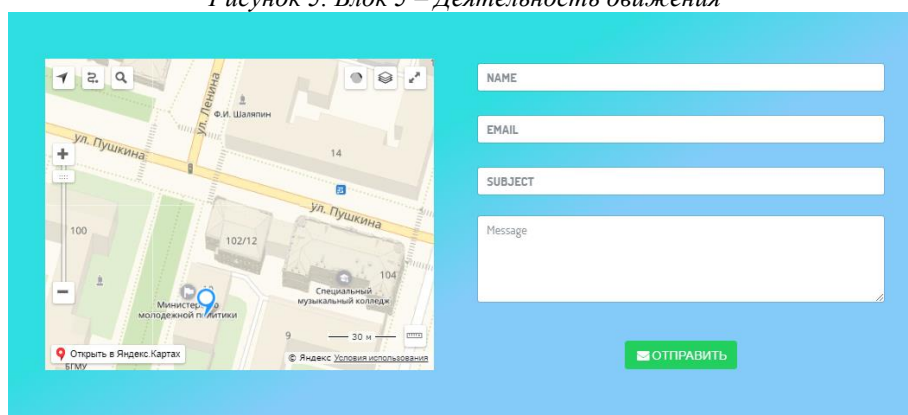 Рисунок 5. Блок 5 – Деятельность движения
ул. Ленина
Ф.И. Шаляпин
ул. Пушкина
14
ул. Пушкина
100
102/12
104
Специальный
музыкальный колледж
Министерство
молодежной политики
9
30 м
Открыть в Яндекс.Картах
БГМУ
© Яндекс Условия использования
NAME
EMAIL
SUBJECT
Message
ОТПРАВИТЬ